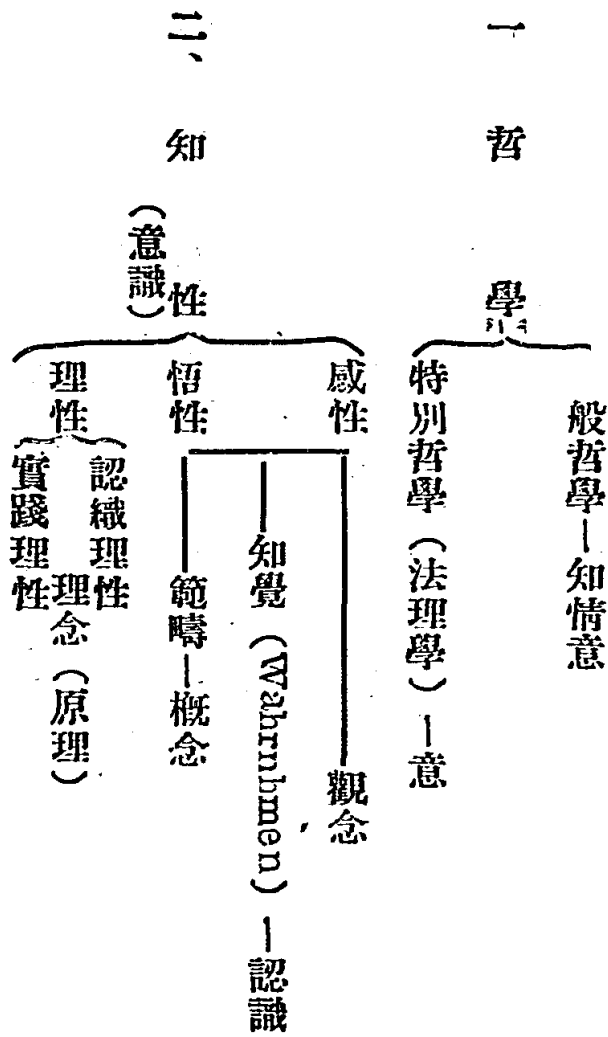 一 哲學
般哲學—知情意
特別哲學（法理學）—意
二、知性（意識）
感性
觀念
知覺（Wahrnbmen）—認識
悟性
範疇—概念
理性
認織理性
理念（原理）
實踐理性